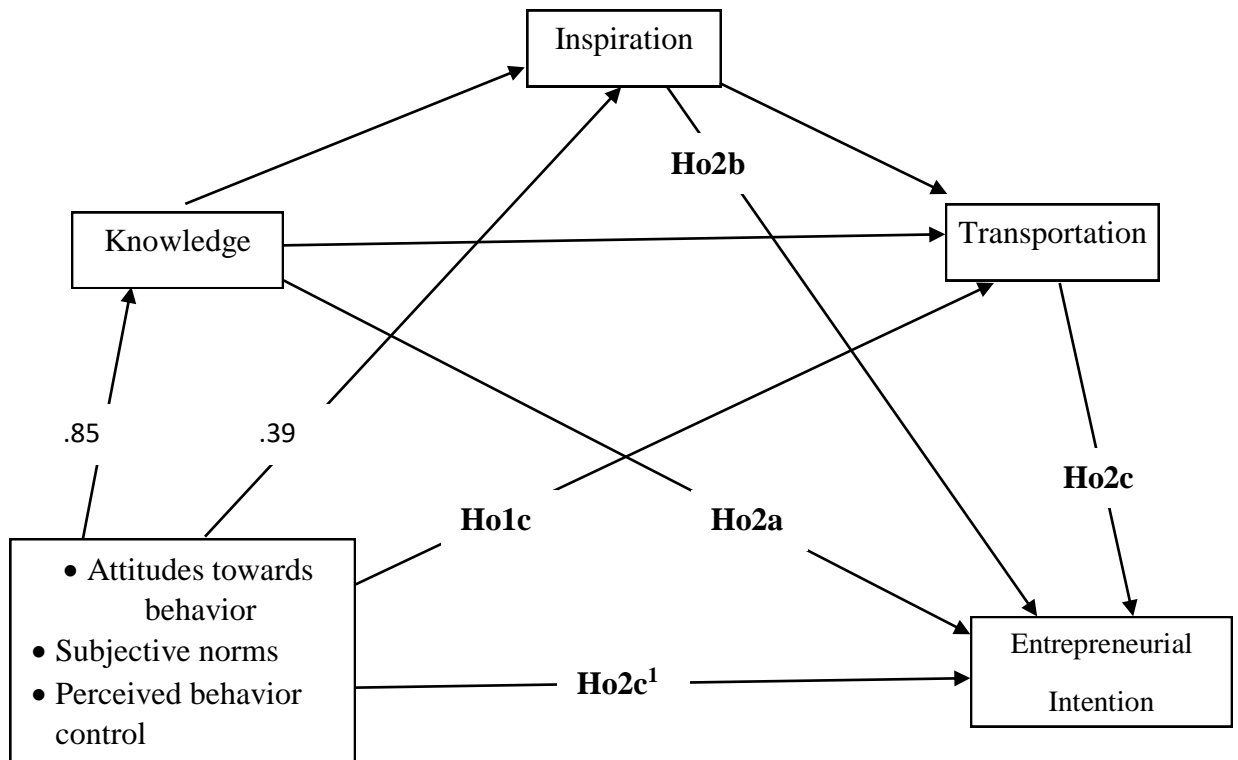 Inspiration
Ho2b
Knowledge
Transportation
.85
.39
Ho2c
Ho1c
Ho2a
• Attitudes towards
behavior
• Subjective norms
• Perceived behavior
control
Ho2c¹
Entrepreneurial
Intention